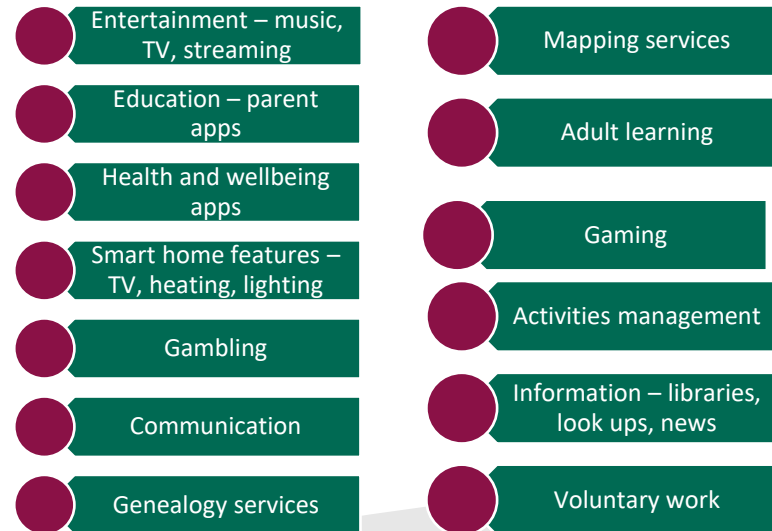 Entertainment – music,
TV, streaming
Education – parent
apps
Health and wellbeing
apps
Smart home features –
TV, heating, lighting
Gambling
Communication
Genealogy services
Mapping services
Adult learning
Gaming
Activities management
Information – libraries,
look ups, news
Voluntary work